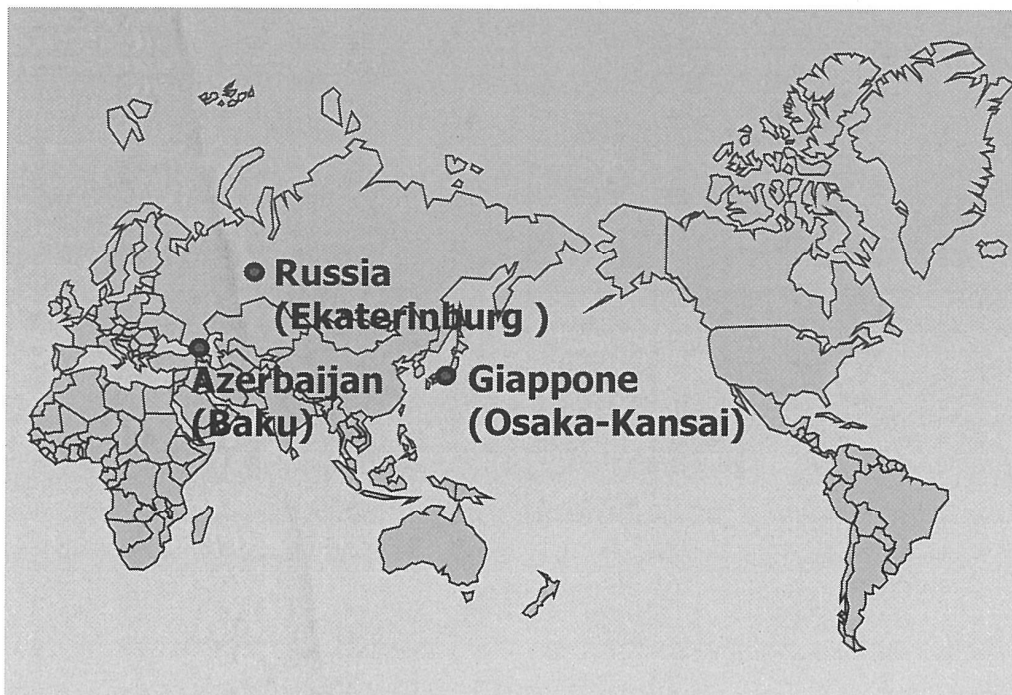 Russia
(Ekaterinburg )
Azerbaijan
(Baku)
Giappone
(Osaka-Kansai)